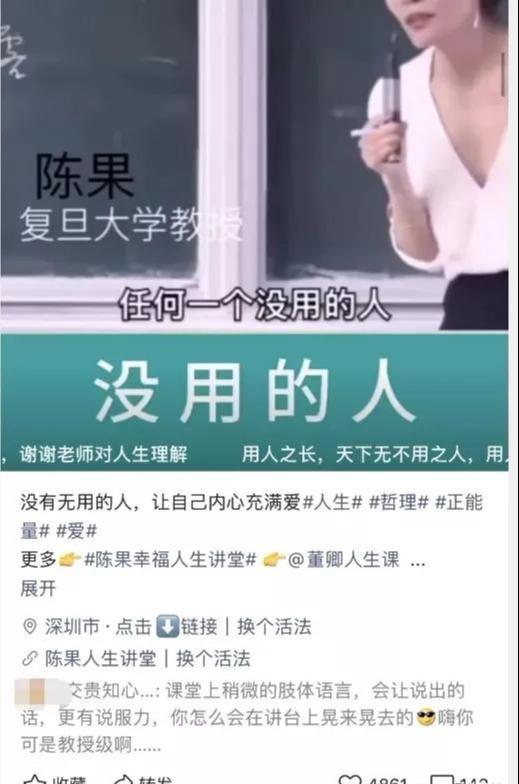 陈果
复旦大学教授
任何一个没用的人
没用的人
，谢谢老师对人生理解 用人之长，天下无不用之人，用
没有无用的人，让自己内心充满爱#人生# #哲理# #正能
量# #爱#
更多👉#陈果幸福人生讲堂# 👉@董卿人生课 ...
展开
深圳市·点击⬇️链接｜换个活法
陈果人生讲堂｜换个活法
交贵知心...: 课堂上稍微的肢体语言，会让说出的
话，更有说服力，你怎么会在讲台上晃来晃去的😎嗨你
可是教授级啊......
收藏 转发 4861